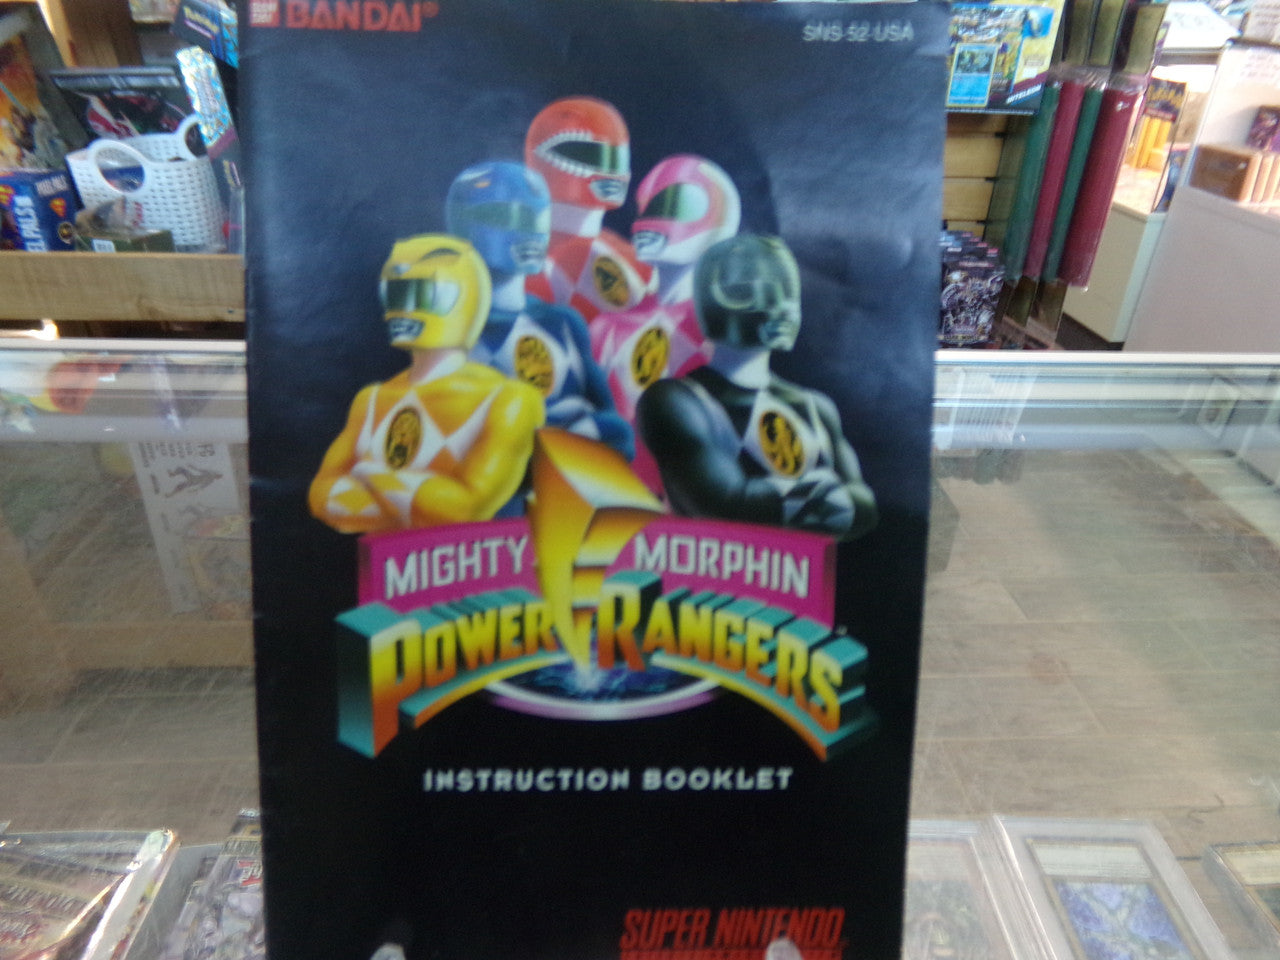 BANDAI®
SNS-52-USA
MIGHTY MORPHIN
POWER RANGERS
INSTRUCTION BOOKLET
SUPER NINTENDO